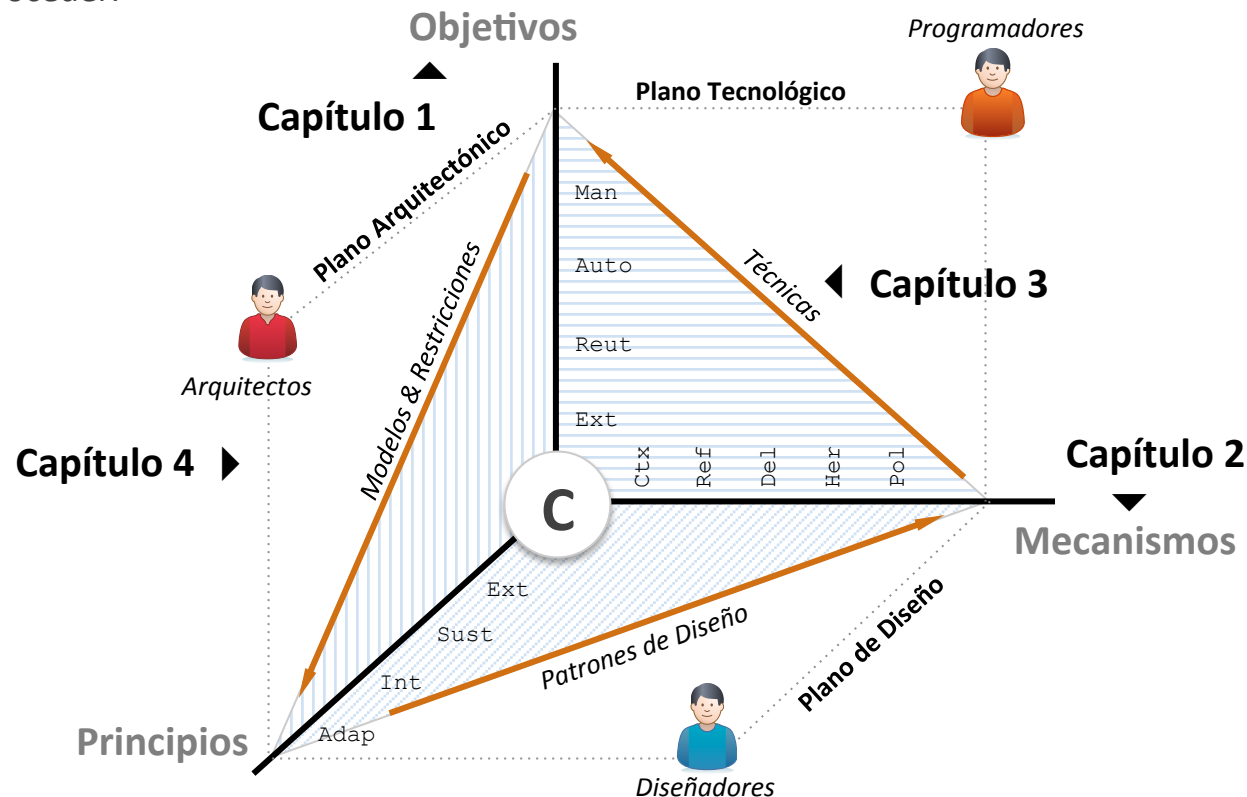 Objetivos
Programadores
Capítulo 1
Plano Tecnológico
Plano Arquitectónico
Man
Auto
Reut
Ext
Técnicas
Capítulo 3
Modelos & Restricciones
Arquitectos
Capítulo 4
Ctx
Ref
Del
Her
Pol
Capítulo 2
C
Mecanismos
Ext
Sust
Int
Adap
Patrones de Diseño
Plano de Diseño
Principios
Diseñadores